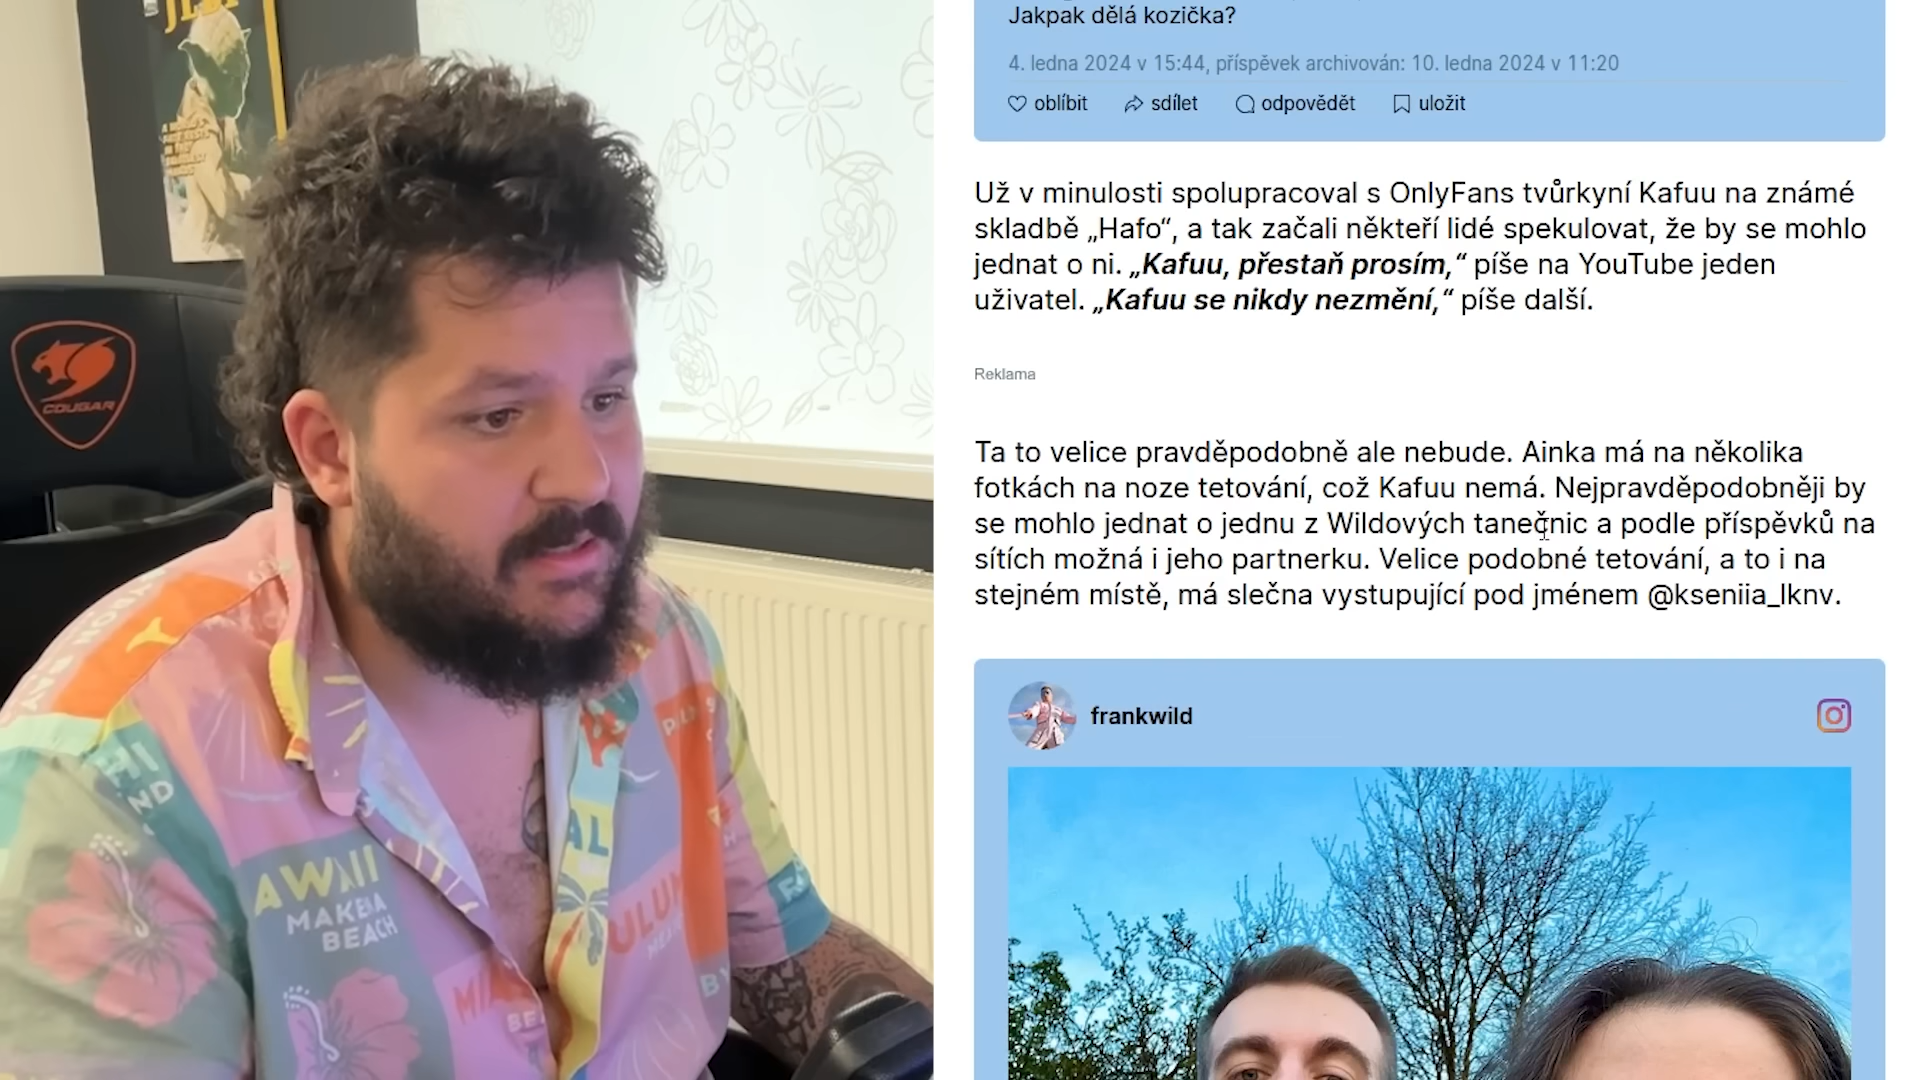 JEDI
COUGAR
AWAII
MAKENA
BEACH
Jakpak dělá kozička?
4. ledna 2024 v 15:44, příspěvek archivován: 10. ledna 2024 v 11:20
oblíbit sdílet odpovědět uložit
Už v minulosti spolupracoval s OnlyFans tvůrkyní Kafuu na známé
skladbě „Hafo“, a tak začali někteří lidé spekulovat, že by se mohlo
jednat o ni. „Kafuu, přestaň prosím,“ píše na YouTube jeden
uživatel. „Kafuu se nikdy nezmění,“ píše další.
Reklama
Ta to velice pravděpodobně ale nebude. Ainka má na několika
fotkách na noze tetování, což Kafuu nemá. Nejpravděpodobněji by
se mohlo jednat o jednu z Wildových tanečnic a podle příspěvků na
sítích možná i jeho partnerku. Velice podobné tetování, a to i na
stejném místě, má slečna vystupující pod jménem @kseniia_lknv.
frankwild